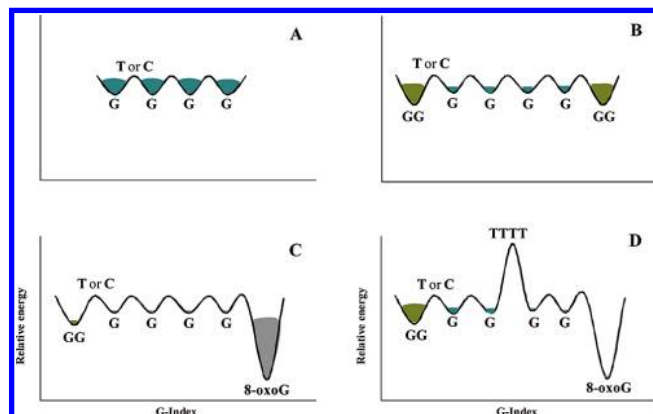 A
T or C
G G G G
B
T or C
GG G G G G GG
C
T or C
GG G G G G
8-oxoG
Relative energy
G-Index
D
TTTT
T or C
GG G G G G
8-oxoG
Relative energy
G-Index